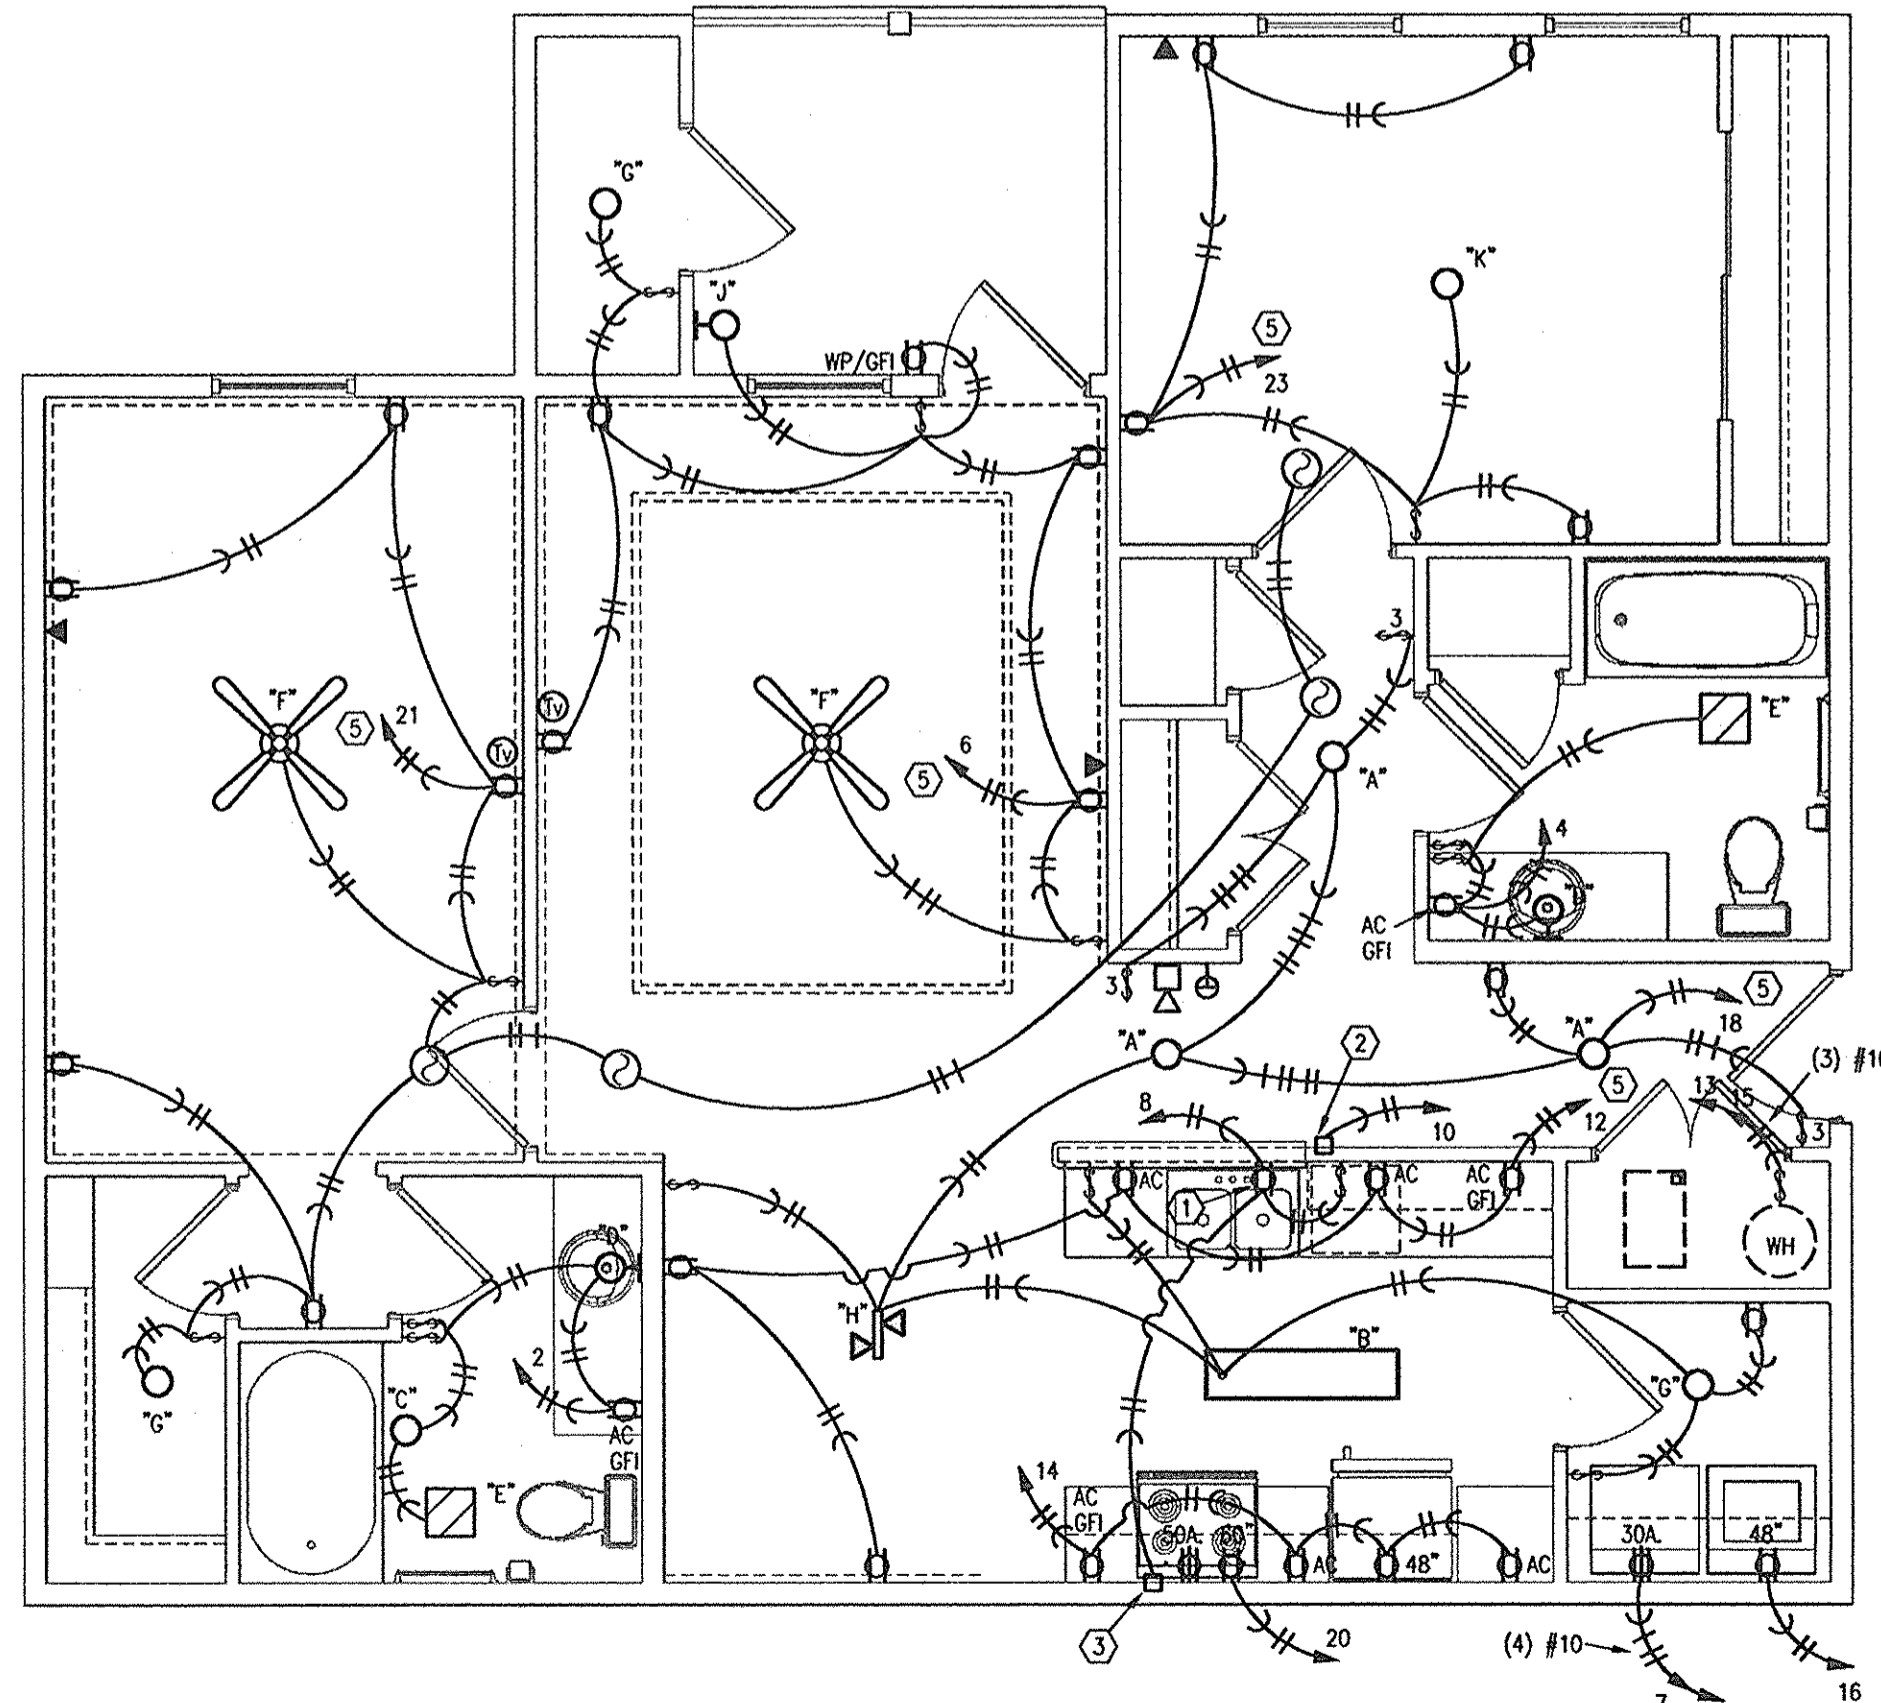 "G"
"J"
WP/GFI
"K"
5
23
"F"
5
21
Tv
Tv
"F"
5
6
3
"A"
"E"
4
AC
GFI
3
"A"
2
"A"
5
18
5
(3) #10
13
15
12
3
8
10
AC
AC
AC
GFI
1
WH
"D"
"H"
"B"
"G"
"G"
"C"
2
AC
GFI
"E"
14
AC
GFI
50A.
60"
AC
48"
AC
30A.
48"
3
20
(4) #10
7
16